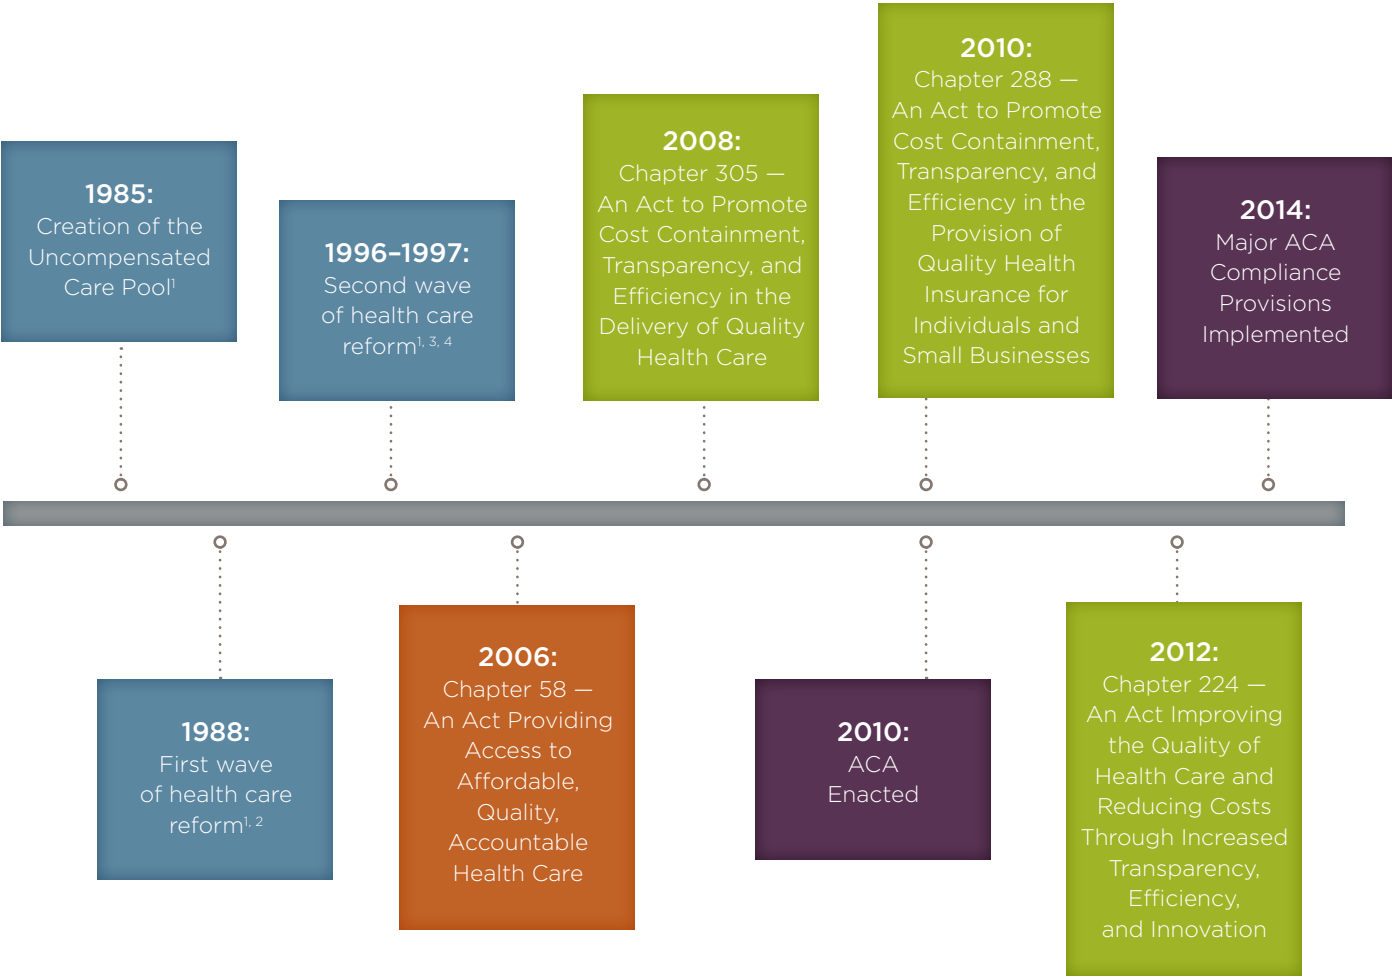 1985:
Creation of the
Uncompensated
Care Pool¹
1988:
First wave
of health care
reform¹, ²
1996–1997:
Second wave
of health care
reform¹, ³, ⁴
2006:
Chapter 58 —
An Act Providing
Access to
Affordable,
Quality,
Accountable
Health Care
2008:
Chapter 305 —
An Act to Promote
Cost Containment,
Transparency, and
Efficiency in the
Delivery of Quality
Health Care
2010:
Chapter 288 —
An Act to Promote
Cost Containment,
Transparency, and
Efficiency in the
Provision of
Quality Health
Insurance for
Individuals and
Small Businesses
2010:
ACA
Enacted
2012:
Chapter 224 —
An Act Improving
the Quality of
Health Care and
Reducing Costs
Through Increased
Transparency,
Efficiency,
and Innovation
2014:
Major ACA
Compliance
Provisions
Implemented